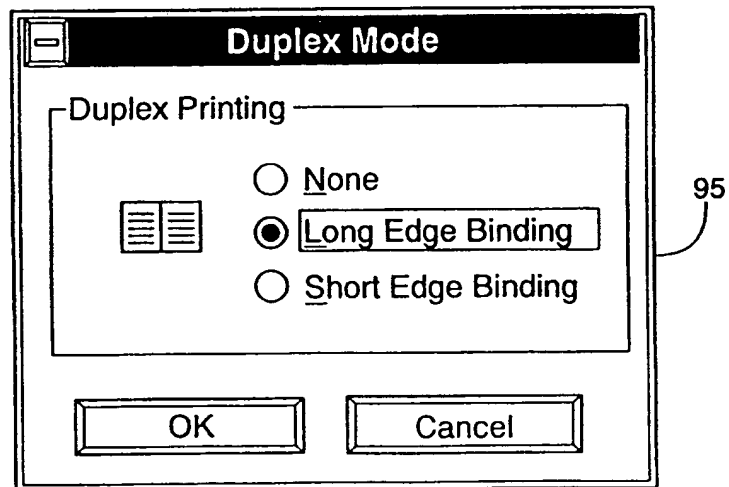 Duplex Mode
Duplex Printing
None
Long Edge Binding
Short Edge Binding
95
OK
Cancel